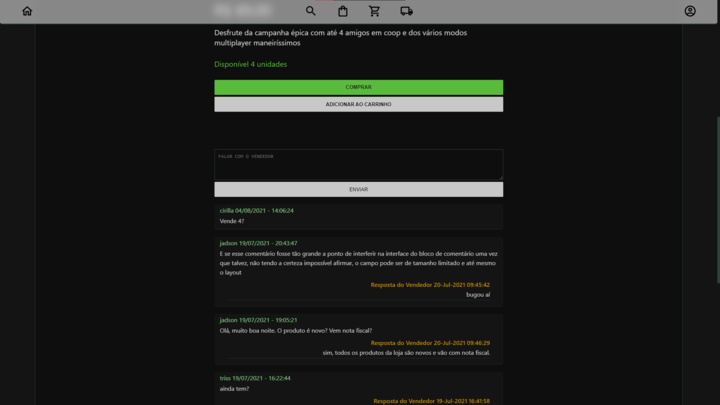 Desfrute da campanha épica com até 4 amigos em coop e dos vários modos
multiplayer maneiríssimos
Disponível 4 unidades
COMPRAR
ADICIONAR AO CARRINHO
FALAR COM O VENDEDOR
ENVIAR
cirilla 04/08/2021 - 14:06:24
Vende 4?
jadson 19/07/2021 - 20:43:47
E se esse comentário fosse tão grande a ponto de interferir na interface do bloco de comentário uma vez
que talvez, não tendo a certeza impossível afirmar, o campo pode ser de tamanho limitado e até mesmo
o layout
Resposta do Vendedor 20-Jul-2021 09:45:42
bugou aí
jadson 19/07/2021 - 19:05:21
Olá, muito boa noite. O produto é novo? Vem nota fiscal?
Resposta do Vendedor 20-Jul-2021 09:46:29
sim, todos os produtos da loja são novos e vão com nota fiscal.
triss 19/07/2021 - 16:22:44
ainda tem?
Resposta do Vendedor 19-Jul-2021 16:41:58